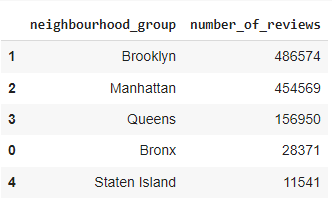 neighbourhood_group number_of_reviews
1 Brooklyn 486574
2 Manhattan 454569
3 Queens 156950
0 Bronx 28371
4 Staten Island 11541